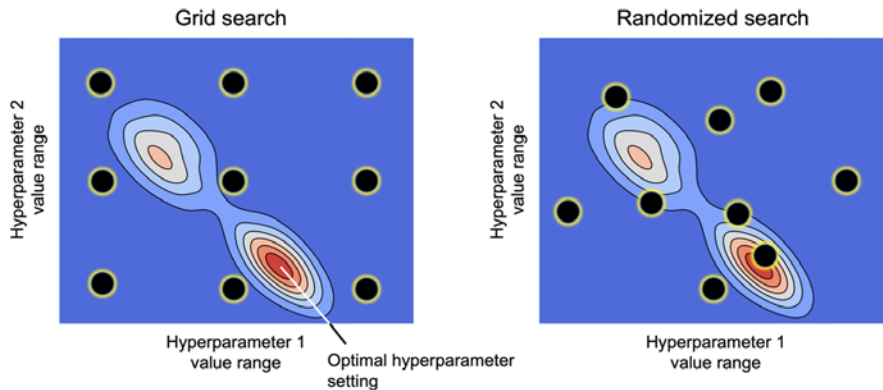 Grid search
Randomized search
Hyperparameter 2
value range
Hyperparameter 2
value range
Hyperparameter 1
value range
Optimal hyperparameter
setting
Hyperparameter 1
value range